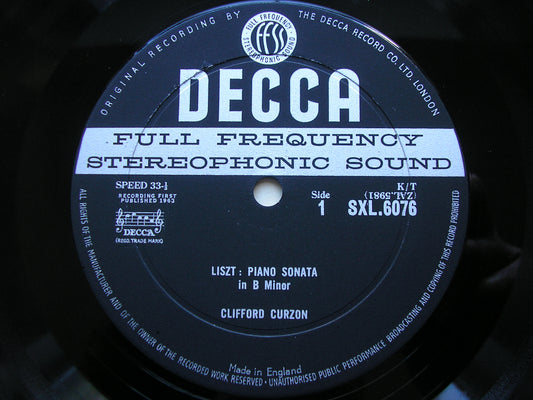 ORIGINAL RECORDING BY THE DECCA RECORD CO. LTD. LONDON
FULL FREQUENCY
ffss
STEREOPHONIC SOUND
DECCA
FULL FREQUENCY
STEREOPHONIC SOUND
SPEED 33⅓
RECORDING FIRST
PUBLISHED 1963
DECCA
(REGD. TRADE MARK)
Side
1
K/T
(ZAL.5981)
SXL.6076
LISZT : PIANO SONATA
in B Minor
CLIFFORD CURZON
Made in England
ALL RIGHTS OF THE MANUFACTURER AND OF THE OWNER OF THE RECORDED WORK RESERVED · UNAUTHORISED PUBLIC PERFORMANCE BROADCASTING AND COPYING OF THIS RECORD PROHIBITED